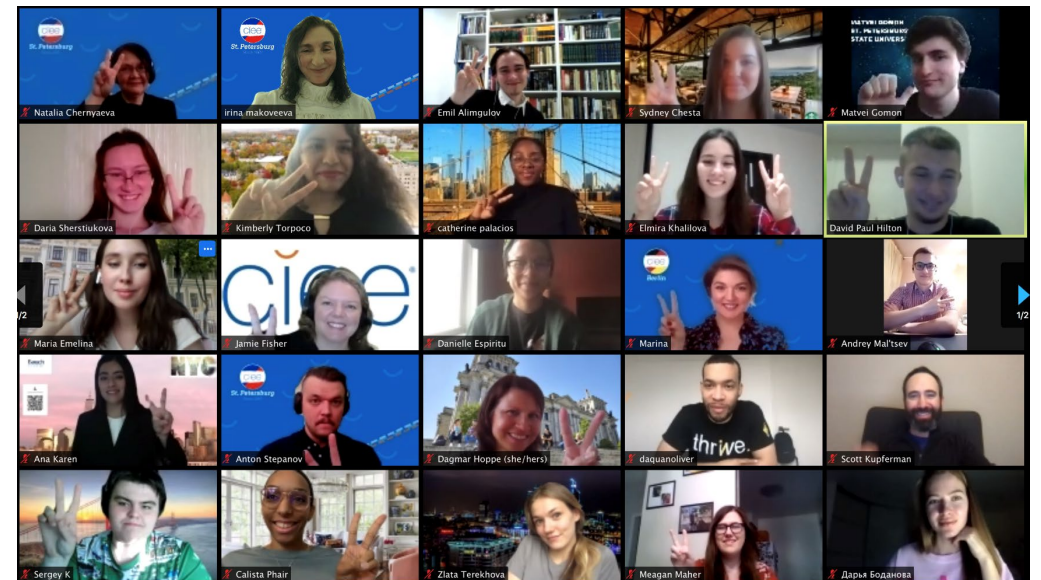 ciee
St. Petersburg
Natalia Chernyaeva
ciee
St. Petersburg
irina makoveeva
Emil Alimgulov
Sydney Chesta
MATVEI GOMON
ST. PETERSBURG
STATE UNIVERS
Matvei Gomon
Daria Sherstiukova
Kimberly Torpoco
catherine palacios
Elmira Khalilova
David Paul Hilton
1/2
Maria Emelina
ciee
Jamie Fisher
Danielle Espiritu
ciee
Berlin
Marina
Andrey Mal'tsev
1/2
NYC
Ana Karen
ciee
St. Petersburg
Anton Stepanov
Dagmar Hoppe (she/hers)
thrive.
daquanoliver
Scott Kupferman
Sergey K
Calista Phair
Zlata Terekhova
Meagan Maher
Дарья Боданова